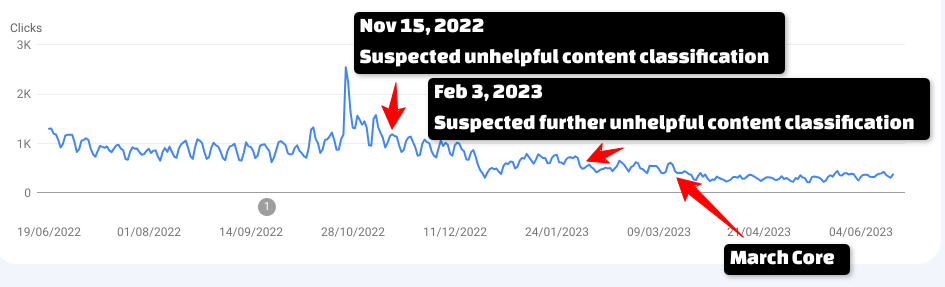 Clicks
3K
2K
1K
0
Nov 15, 2022
Suspected unhelpful content classification
Feb 3, 2023
Suspected further unhelpful content classification
1
19/06/2022 01/08/2022 14/09/2022 28/10/2022 11/12/2022 24/01/2023 09/03/2023 21/04/2023 04/06/2023
March Core